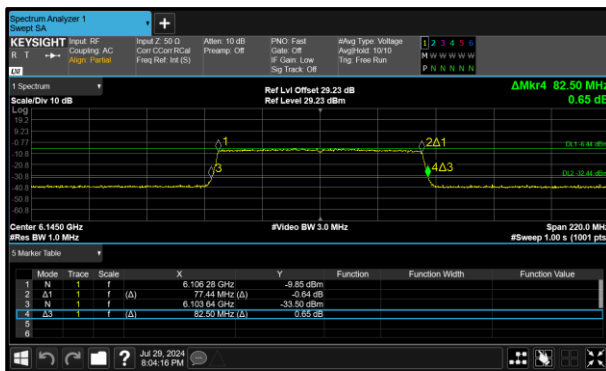 Spectrum Analyzer 1
Swept SA
+
KEYSIGHT Input: RF Input Z: 50 Ω Atten: 10 dB PNO: Fast #Avg Type: Voltage 1 2 3 4 5 6
R T Coupling: AC Corr CCorr RCal Preamp: Off Gate: Off Avg|Hold: 10/10 M W W W W W
Align: Partial Freq Ref: Int (S) IF Gain: Low Trig: Free Run
LXI Sig Track: Off P N N N N N
1 Spectrum Ref Lvl Offset 29.23 dB ΔMkr4 82.50 MHz
Scale/Div 10 dB Ref Level 29.23 dBm 0.65 dB
Log
19.2
9.23
-0.77 1 2Δ1 DL1 -6.44 dBm
-10.8
-20.8 3 4Δ3
-30.8 DL2 -32.44 dBm
-40.8
-50.8
-60.8
Center 6.1450 GHz #Video BW 3.0 MHz Span 220.0 MHz
#Res BW 1.0 MHz #Sweep 1.00 s (1001 pts)
5 Marker Table
Mode Trace Scale X Y Function Function Width Function Value
1 N 1 f 6.106 28 GHz -9.85 dBm
2 Δ1 1 f (Δ) 77.44 MHz (Δ) -0.64 dB
3 N 1 f 6.103 64 GHz -33.50 dBm
4 Δ3 1 f (Δ) 82.50 MHz (Δ) 0.65 dB
5
6
? Jul 29, 2024
8:04:16 PM